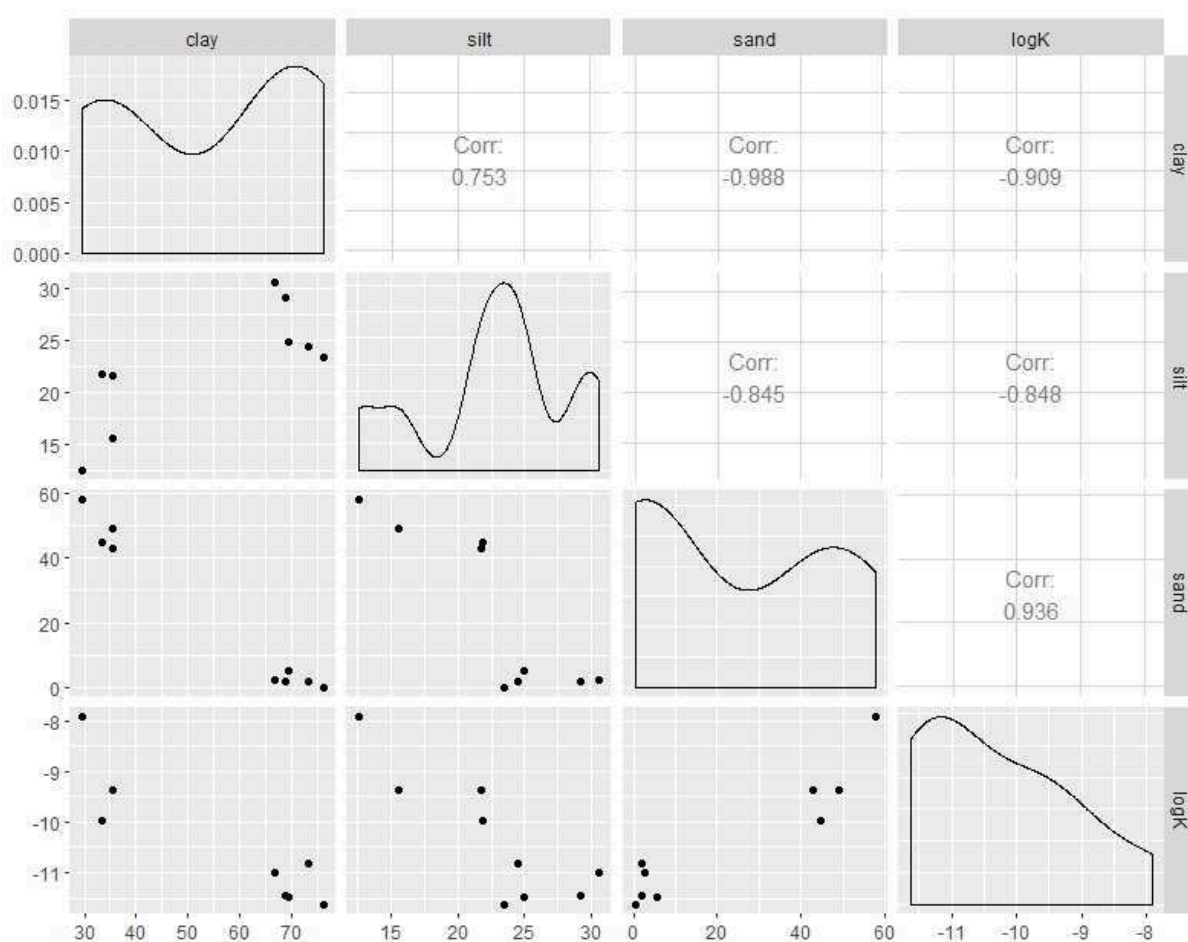 clay silt sand logK
0.015
0.010
0.005
0.000
Corr:
0.753
Corr:
-0.988
Corr:
-0.909
clay
30
25
20
15
Corr:
-0.845
Corr:
-0.848
silt
60
40
20
0
Corr:
0.936
sand
-8
-9
-10
-11
logK
30 40 50 60 70 15 20 25 30 0 20 40 60 -11 -10 -9 -8